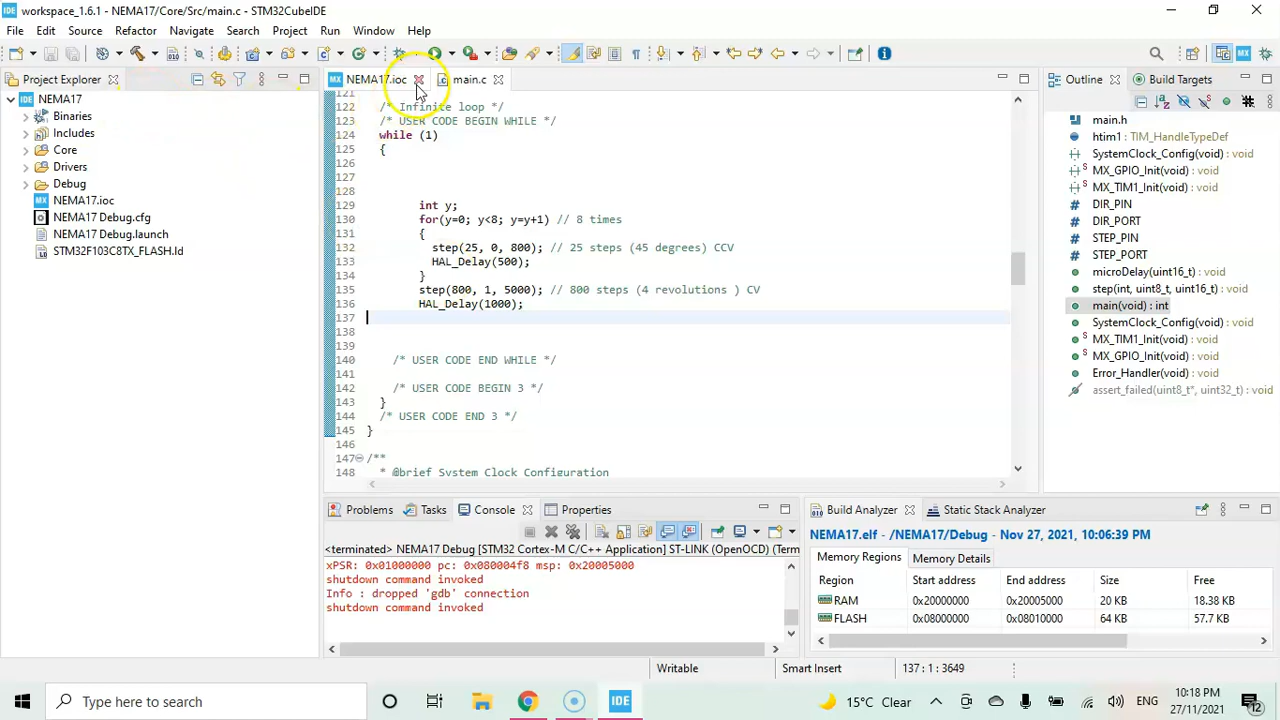 workspace_1.6.1 - NEMA17/Core/Src/main.c - STM32CubeIDE
File Edit Source Refactor Navigate Search Project Run Window Help
Project Explorer
NEMA17
Binaries
Includes
Core
Drivers
Debug
NEMA17.ioc
NEMA17 Debug.cfg
NEMA17 Debug.launch
STM32F103C8TX_FLASH.ld
NEMA17.ioc main.c
121
122 /* Infinite loop */
123 /* USER CODE BEGIN WHILE */
124 while (1)
125 {
126
127
128
129 int y;
130 for(y=0; y<8; y=y+1) // 8 times
131 {
132 step(25, 0, 800); // 25 steps (45 degrees) CCV
133 HAL_Delay(500);
134 }
135 step(800, 1, 5000); // 800 steps (4 revolutions ) CV
136 HAL_Delay(1000);
137
138
139
140 /* USER CODE END WHILE */
141
142 /* USER CODE BEGIN 3 */
143 }
144 /* USER CODE END 3 */
145 }
146
147 /**
148 * @brief System Clock Configuration
Outline Build Targets
main.h
htim1 : TIM_HandleTypeDef
SystemClock_Config(void) : void
MX_GPIO_Init(void) : void
MX_TIM1_Init(void) : void
DIR_PIN
DIR_PORT
STEP_PIN
STEP_PORT
microDelay(uint16_t) : void
step(int, uint8_t, uint16_t) : void
main(void) : int
SystemClock_Config(void) : void
MX_TIM1_Init(void) : void
MX_GPIO_Init(void) : void
Error_Handler(void) : void
assert_failed(uint8_t*, uint32_t) : void
Problems Tasks Console Properties
<terminated> NEMA17 Debug [STM32 Cortex-M C/C++ Application] ST-LINK (OpenOCD) (Term
xPSR: 0x01000000 pc: 0x080004f8 msp: 0x20005000
shutdown command invoked
Info : dropped 'gdb' connection
shutdown command invoked
Build Analyzer Static Stack Analyzer
NEMA17.elf - /NEMA17/Debug - Nov 27, 2021, 10:06:39 PM
Memory Regions Memory Details
Region Start address End address Size Free
RAM 0x20000000 0x20005000 20 KB 18.38 KB
FLASH 0x08000000 0x08010000 64 KB 57.7 KB
Writable Smart Insert 137 : 1 : 3649
Type here to search
IDE
15°C Clear
ENG
10:18 PM
27/11/2021
12